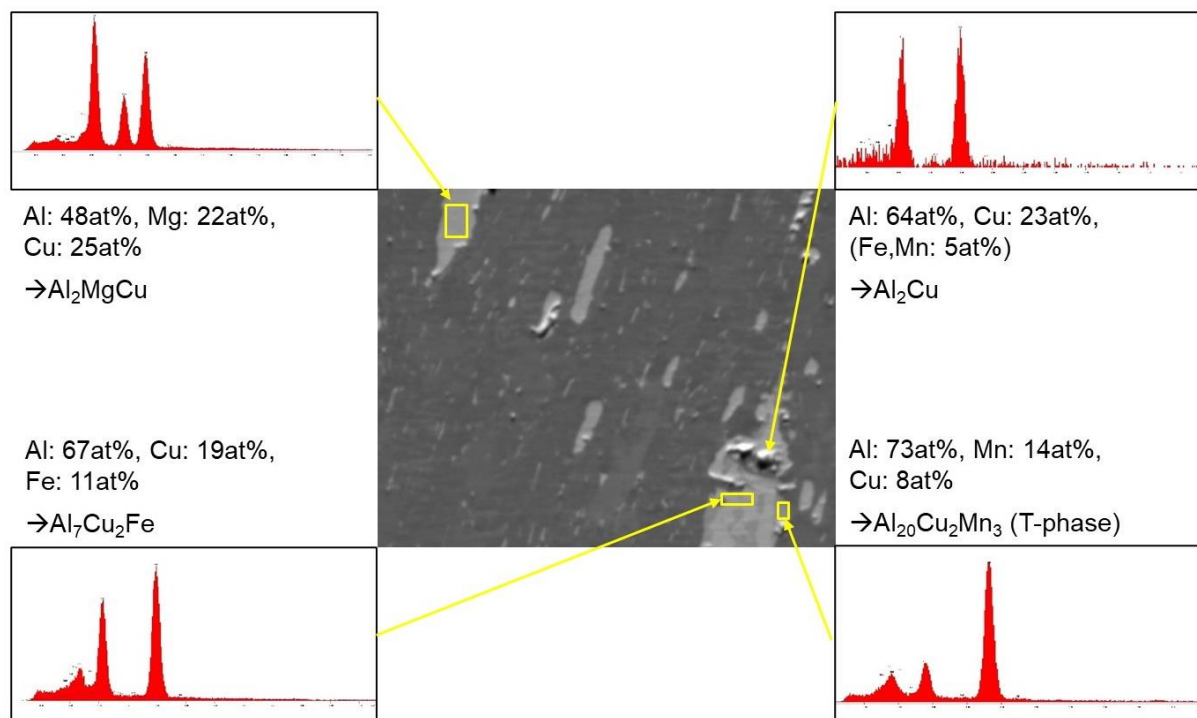 Al: 48at%, Mg: 22at%,
Cu: 25at%
→Al₂MgCu
Al: 64at%, Cu: 23at%,
(Fe,Mn: 5at%)
→Al₂Cu
Al: 67at%, Cu: 19at%,
Fe: 11at%
→Al₇Cu₂Fe
Al: 73at%, Mn: 14at%,
Cu: 8at%
→Al₂₀Cu₂Mn₃ (T-phase)